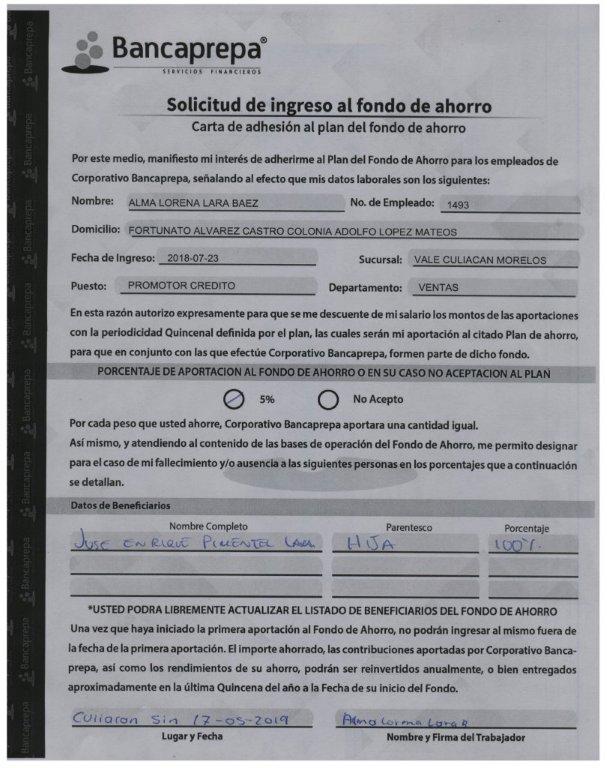 Bancaprepa®
SERVICIOS FINANCIEROS
Solicitud de ingreso al fondo de ahorro
Carta de adhesión al plan del fondo de ahorro
Por este medio, manifiesto mi interés de adherirme al Plan del Fondo de Ahorro para los empleados de
Corporativo Bancaprepa, señalando al efecto que mis datos laborales son los siguientes:
Nombre: ALMA LORENA LARA BAEZ No. de Empleado: 1493
Domicilio: FORTUNATO ALVAREZ CASTRO COLONIA ADOLFO LOPEZ MATEOS
Fecha de Ingreso: 2018-07-23 Sucursal: VALE CULIACAN MORELOS
Puesto: PROMOTOR CREDITO Departamento: VENTAS
En esta razón autorizo expresamente para que se me descuente de mi salario los montos de las aportaciones
con la periodicidad Quincenal definida por el plan, las cuales serán mi aportación al citado Plan de ahorro,
para que en conjunto con las que efectúe Corporativo Bancaprepa, formen parte de dicho fondo.
PORCENTAJE DE APORTACION AL FONDO DE AHORRO O EN SU CASO NO ACEPTACION AL PLAN
5% No Acepto
Por cada peso que usted ahorre, Corporativo Bancaprepa aportara una cantidad igual.
Así mismo, y atendiendo al contenido de las bases de operación del Fondo de Ahorro, me permito designar
para el caso de mi fallecimiento y/o ausencia a las siguientes personas en los porcentajes que a continuación
se detallan.
Datos de Beneficiarios
Nombre Completo Parentesco Porcentaje
JOSE ENRIQUE PIMENTEL LARA HIJA 100%
*USTED PODRA LIBREMENTE ACTUALIZAR EL LISTADO DE BENEFICIARIOS DEL FONDO DE AHORRO
Una vez que haya iniciado la primera aportación al Fondo de Ahorro, no podrán ingresar al mismo fuera de
la fecha de la primera aportación. El importe ahorrado, las contribuciones aportadas por Corporativo Banca-
prepa, así como los rendimientos de su ahorro, podrán ser reinvertidos anualmente, o bien entregados
aproximadamente en la última Quincena del año a la Fecha de su inicio del Fondo.
Culiacan Sin 17-05-2019 Alma Lorena Lara B
Lugar y Fecha Nombre y Firma del Trabajador